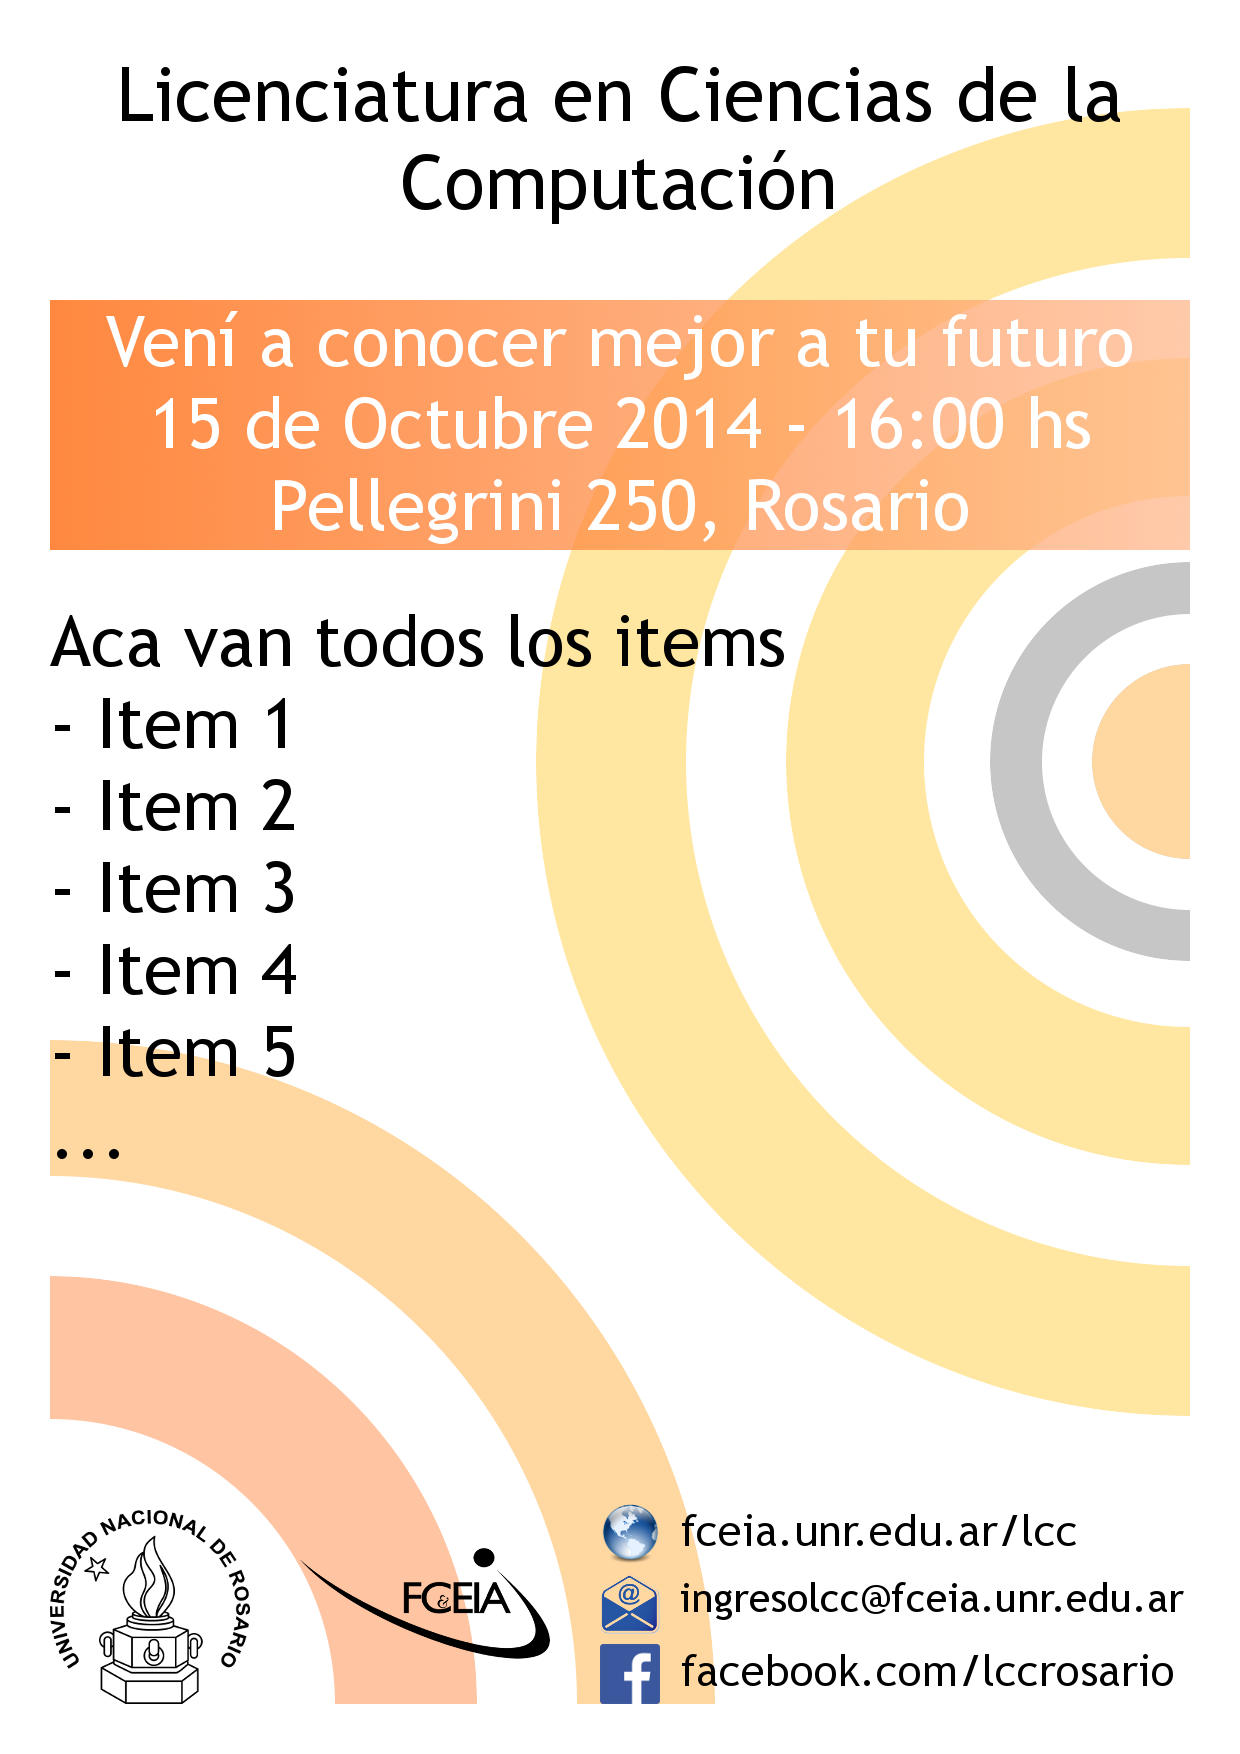 Licenciatura en Ciencias de la
Computación
Vení a conocer mejor a tu futuro
15 de Octubre 2014 - 16:00 hs
Pellegrini 250, Rosario
Aca van todos los items
- Item 1
- Item 2
- Item 3
- Item 4
- Item 5
...
UNIVERSIDAD NACIONAL DE ROSARIO
FC&EIA
fceia.unr.edu.ar/lcc
@
ingresolcc@fceia.unr.edu.ar
f
facebook.com/lccrosario